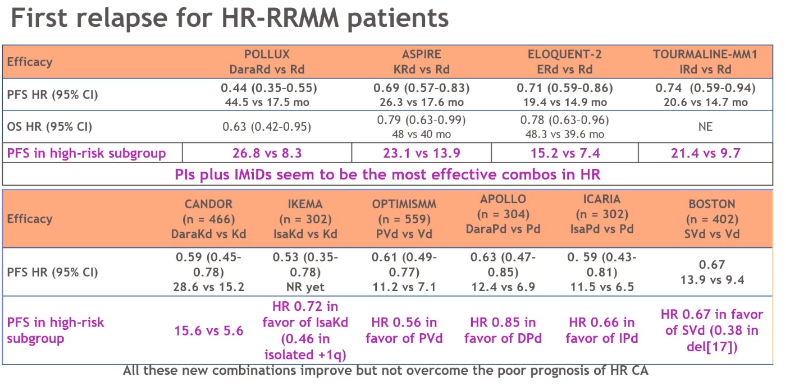 First relapse for HR-RRMM patients
Efficacy
POLLUX
DaraRd vs Rd
ASPIRE
KRd vs Rd
ELOQUENT-2
ERd vs Rd
TOURMALINE-MM1
IRd vs Rd
PFS HR (95% CI)
0.44 (0.35-0.55)
44.5 vs 17.5 mo
0.69 (0.57-0.83)
26.3 vs 17.6 mo
0.71 (0.59-0.86)
19.4 vs 14.9 mo
0.74 (0.59-0.94)
20.6 vs 14.7 mo
OS HR (95% CI)
0.63 (0.42-0.95)
0.79 (0.63-0.99)
48 vs 40 mo
0.78 (0.63-0.96)
48.3 vs 39.6 mo
NE
PFS in high-risk subgroup
26.8 vs 8.3
23.1 vs 13.9
15.2 vs 7.4
21.4 vs 9.7
PIs plus IMiDs seem to be the most effective combos in HR
Efficacy
CANDOR
(n = 466)
DaraKd vs Kd
IKEMA
(n = 302)
IsaKd vs Kd
OPTIMISMM
(n = 559)
PVd vs Vd
APOLLO
(n = 304)
DaraPd vs Pd
ICARIA
(n = 302)
IsaPd vs Pd
BOSTON
(n = 402)
SVd vs Vd
PFS HR (95% CI)
0.59 (0.45-
0.78)
28.6 vs 15.2
0.53 (0.35-
0.78)
NR yet
0.61 (0.49-
0.77)
11.2 vs 7.1
0.63 (0.47-
0.85)
12.4 vs 6.9
0. 59 (0.43-
0.81)
11.5 vs 6.5
0.67
13.9 vs 9.4
PFS in high-risk
subgroup
15.6 vs 5.6
HR 0.72 in
favor of IsaKd
(0.46 in
isolated +1q)
HR 0.56 in
favor of PVd
HR 0.85 in
favor of DPd
HR 0.66 in
favor of IPd
HR 0.67 in favor
of SVd (0.38 in
del[17])
All these new combinations improve but not overcome the poor prognosis of HR CA